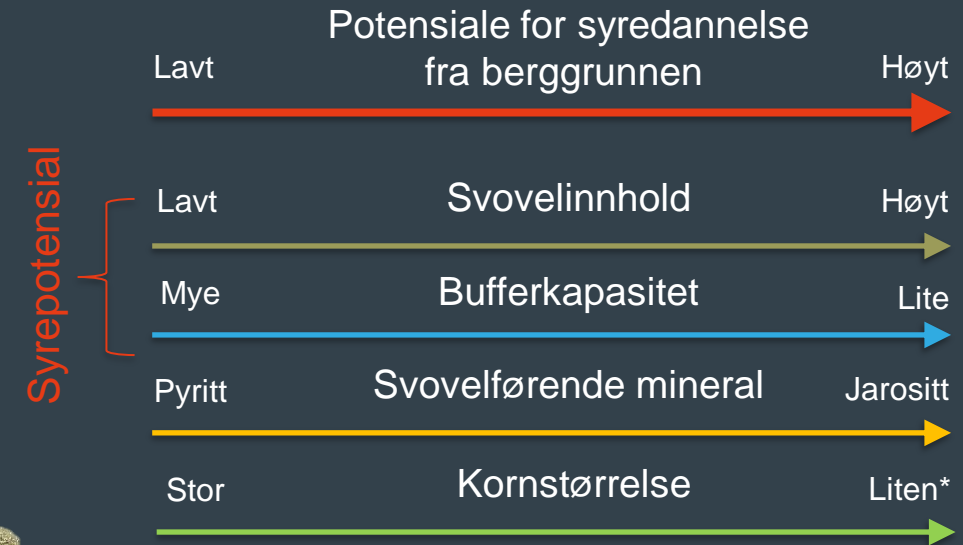 Potensiale for syredannelse
fra berggrunnen
Lavt
Høyt
Syrepotensial
Lavt
Svovelinnhold
Høyt
Mye
Bufferkapasitet
Lite
Pyritt
Svovelførende mineral
Jarositt
Stor
Kornstørrelse
Liten*